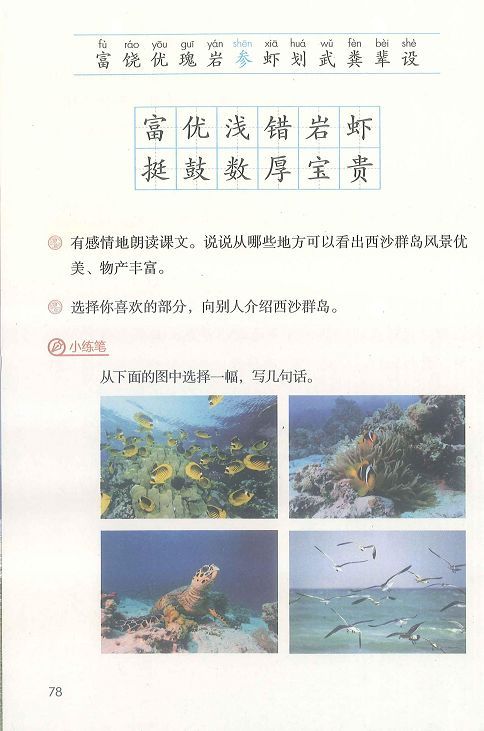 fù ráo yōu guī yán shēn xiā huá wǔ fèn bèi shè
富 饶 优 瑰 岩 参 虾 划 武 粪 辈 设
富 优 浅 错 岩 虾
挺 鼓 数 厚 宝 贵
有感情地朗读课文。说说从哪些地方可以看出西沙群岛风景优
美、物产丰富。
选择你喜欢的部分，向别人介绍西沙群岛。
小练笔
从下面的图中选择一幅，写几句话。
78